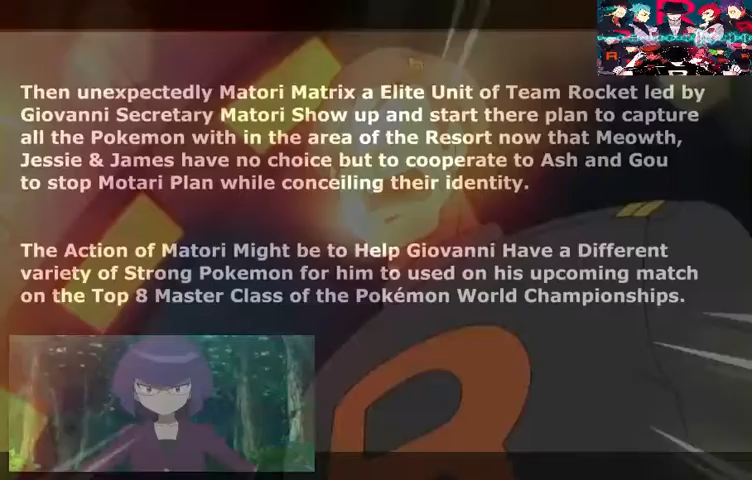 Then unexpectedly Matori Matrix a Elite Unit of Team Rocket led by
Giovanni Secretary Matori Show up and start there plan to capture
all the Pokemon with in the area of the Resort now that Meowth,
Jessie & James have no choice but to cooperate to Ash and Gou
to stop Motari Plan while conceiling their identity.
The Action of Matori Might be to Help Giovanni Have a Different
variety of Strong Pokemon for him to used on his upcoming match
on the Top 8 Master Class of the Pokémon World Championships.